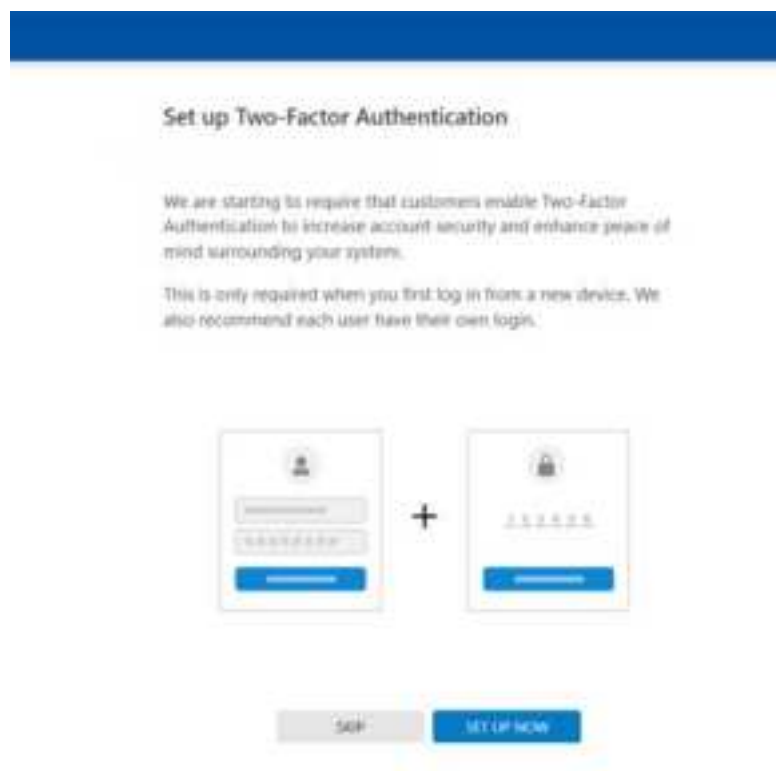 Set up Two-Factor Authentication
We are starting to require that customers enable Two-Factor
Authentication to increase account security and enhance peace of
mind surrounding your system.
This is only required when you first log in from a new device. We
also recommend each user have their own login.
+
SKIP
SET UP NOW